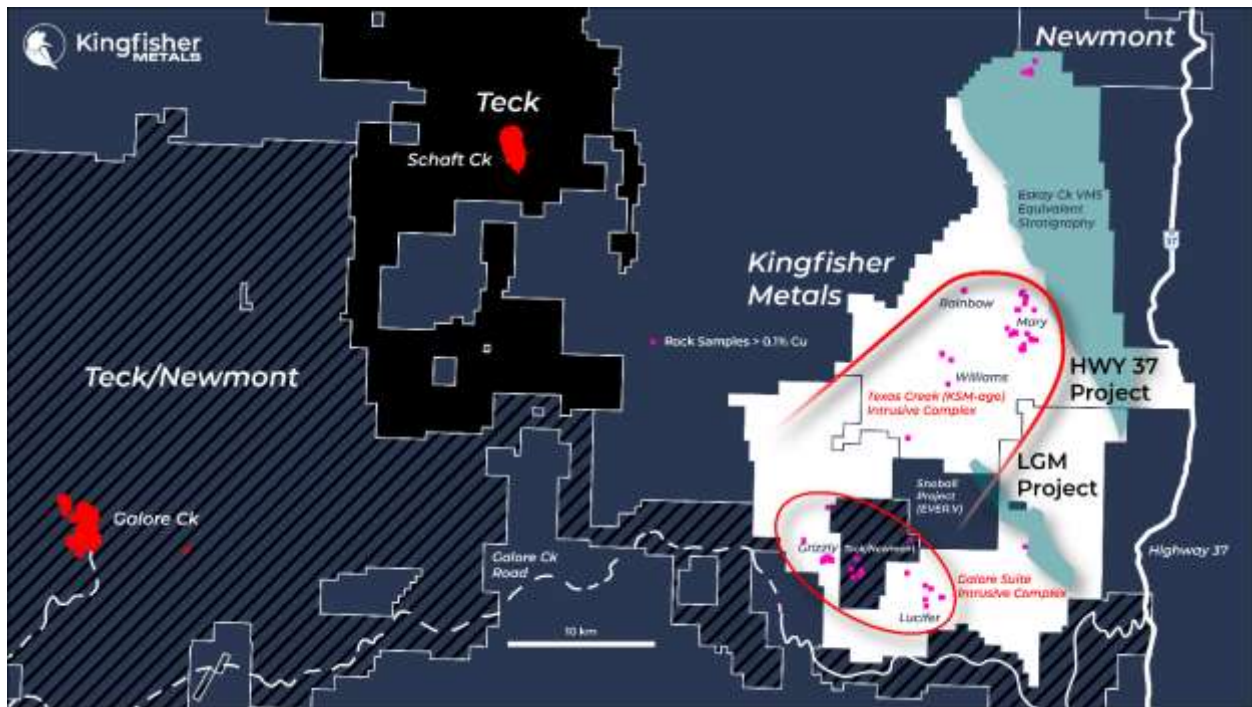 Kingfisher
METALS
Newmont
Teck
Schaft Ck
Eskay Ck VMS
Equivalent
Stratigraphy
37
Kingfisher
Metals
Rainbow
Mary
Rock Samples > 0.1% Cu
Williams
HWY 37
Project
Teck/Newmont
Texas Creek (KSM-age)
Intrusive Complex
LGM
Project
Snoball
Project
(EVER.V)
Galore Ck
Galore Ck
Road
Grizzly
Teck/Newmont
Highway 37
Galore Suite
Intrusive Complex
Lucifer
10 km